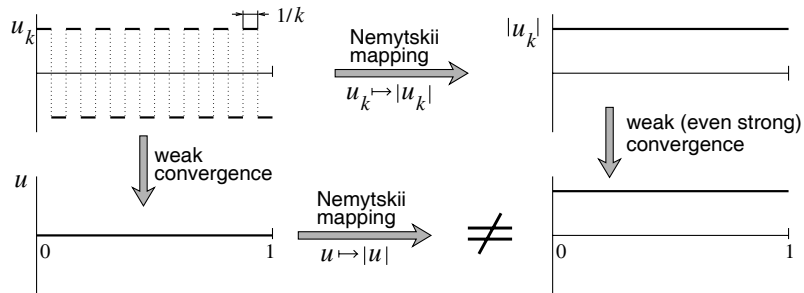 1/k
u_k
Nemytskii
mapping
u_k ↦ |u_k|
|u_k|
weak
convergence
weak (even strong)
convergence
u
Nemytskii
mapping
u ↦ |u|
≠
0
1
0
1